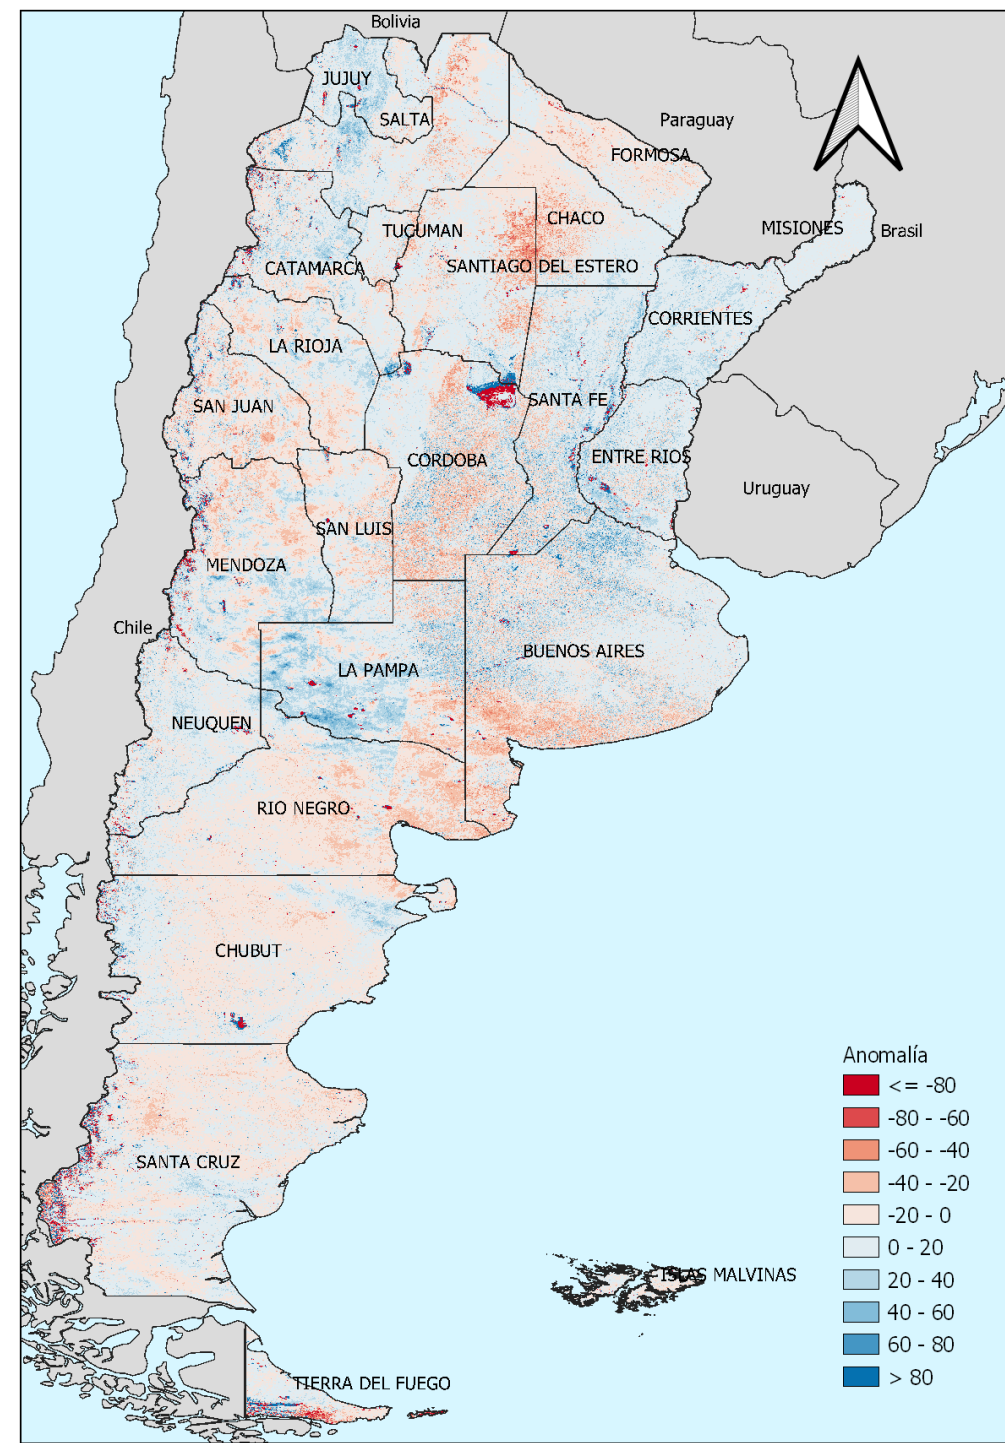 Bolivia
JUJUY
SALTA
Paraguay
FORMOSA
CHACO
MISIONES
Brasil
TUCUMAN
CATAMARCA
SANTIAGO DEL ESTERO
CORRIENTES
LA RIOJA
SAN JUAN
SANTA FE
CORDOBA
ENTRE RIOS
Uruguay
SAN LUIS
MENDOZA
Chile
BUENOS AIRES
LA PAMPA
NEUQUEN
RIO NEGRO
CHUBUT
SANTA CRUZ
ISLAS MALVINAS
TIERRA DEL FUEGO
Anomalía
<= -80
-80 - -60
-60 - -40
-40 - -20
-20 - 0
0 - 20
20 - 40
40 - 60
60 - 80
> 80